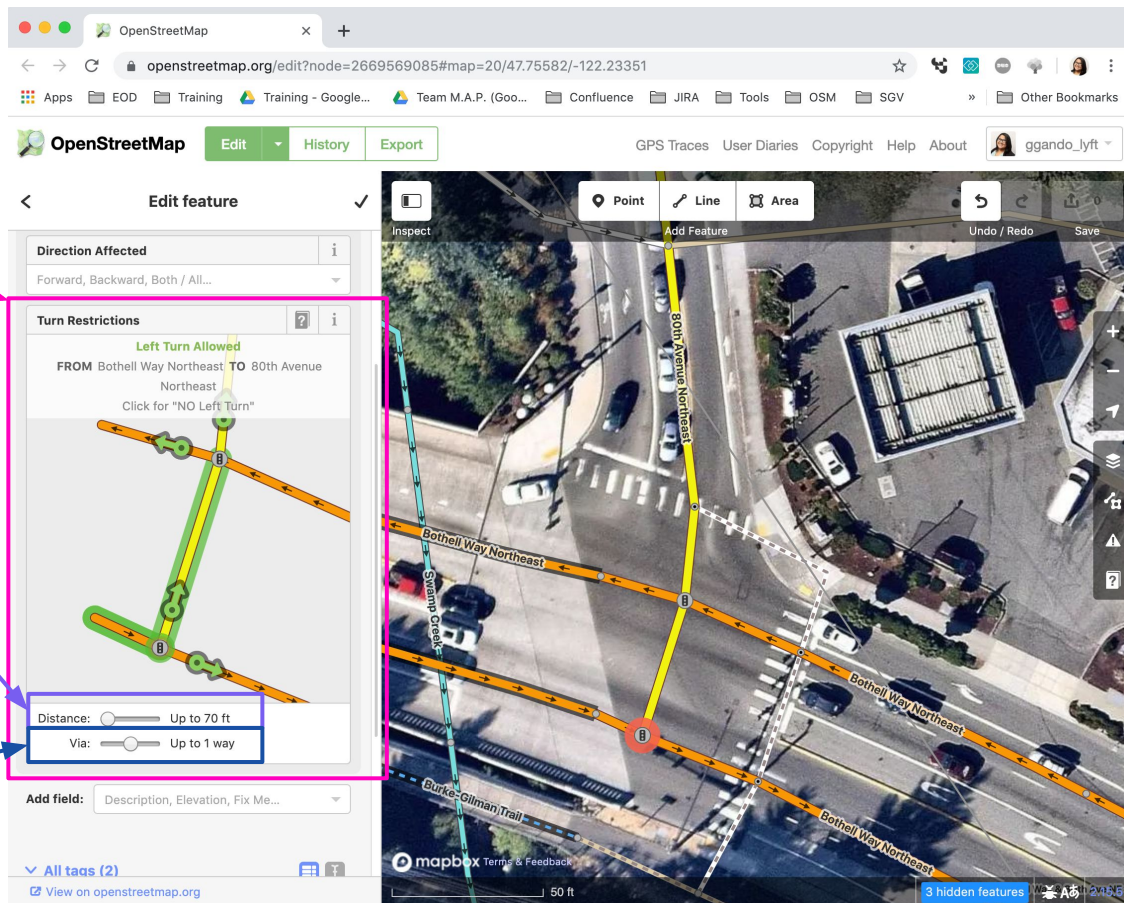 OpenStreetMap
openstreetmap.org/edit?node=2669569085#map=20/47.75582/-122.23351
Apps EOD Training Training - Google... Team M.A.P. (Goo... Confluence JIRA Tools OSM SGV » Other Bookmarks
OpenStreetMap Edit History Export GPS Traces User Diaries Copyright Help About ggando_lyft
Edit feature
Inspect
Point Line Area
Add Feature
Undo / Redo
0
Save
Direction Affected
Forward, Backward, Both / All...
Turn Restrictions
Left Turn Allowed
FROM Bothell Way Northeast TO 80th Avenue
Northeast
Click for "NO Left Turn"
Distance: Up to 70 ft
Via: Up to 1 way
Add field: Description, Elevation, Fix Me...
All tags (2)
View on openstreetmap.org
80th Avenue Northeast
Bothell Way Northeast
Swamp Creek
Bothell Way Northeast
Burke-Gilman Trail
Bothell Way Northeast
mapbox Terms & Feedback
50 ft
3 hidden features